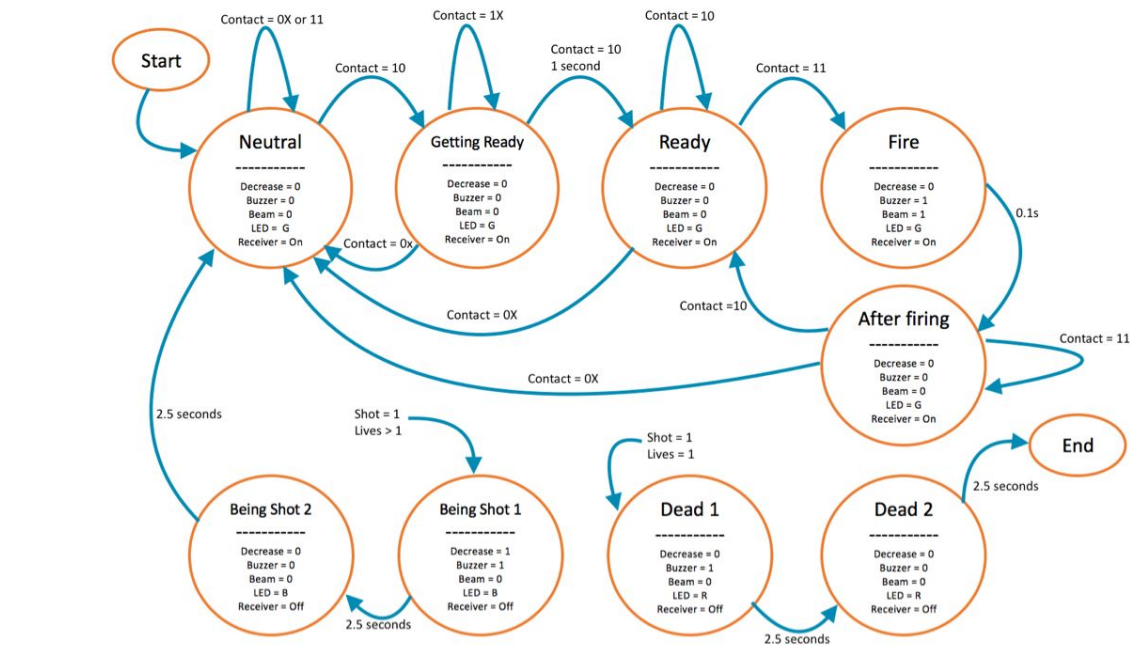 Contact = 0X or 11
Contact = 1X
Contact = 10
Start
Contact = 10
Contact = 10
1 second
Contact = 11
Neutral
-----------
Decrease = 0
Buzzer = 0
Beam = 0
LED = G
Receiver = On
Getting Ready
-----------
Decrease = 0
Buzzer = 0
Beam = 0
LED = G
Receiver = On
Ready
-----------
Decrease = 0
Buzzer = 0
Beam = 0
LED = G
Receiver = On
Fire
-----------
Decrease = 0
Buzzer = 1
Beam = 1
LED = G
Receiver = On
0.1s
Contact = 0x
Contact = 0X
Contact =10
After firing
-----------
Decrease = 0
Buzzer = 0
Beam = 0
LED = G
Receiver = On
Contact = 11
Contact = 0X
2.5 seconds
Shot = 1
Lives > 1
Shot = 1
Lives = 1
End
2.5 seconds
Being Shot 2
-----------
Decrease = 0
Buzzer = 0
Beam = 0
LED = B
Receiver = Off
Being Shot 1
-----------
Decrease = 1
Buzzer = 1
Beam = 0
LED = B
Receiver = Off
Dead 1
-----------
Decrease = 0
Buzzer = 1
Beam = 0
LED = R
Receiver = Off
Dead 2
-----------
Decrease = 0
Buzzer = 0
Beam = 0
LED = R
Receiver = Off
2.5 seconds
2.5 seconds